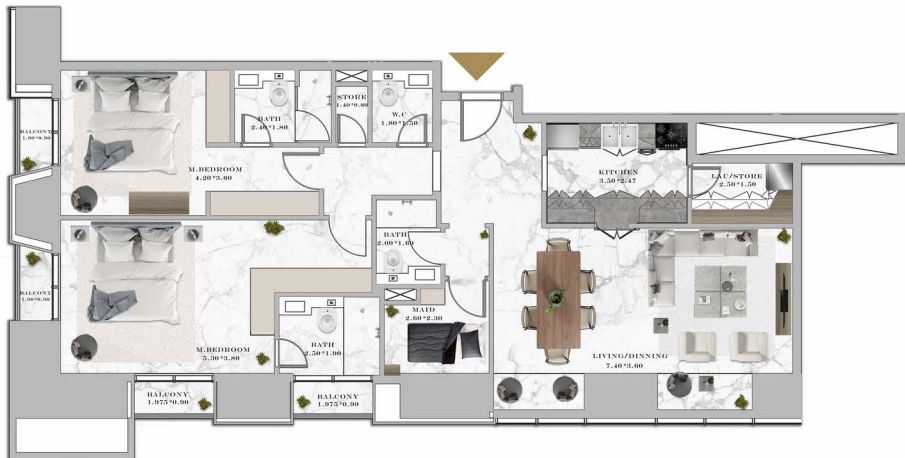 BALCONY
1.90*0.90
M.BEDROOM
4.20*3.60
BATH
2.40*1.80
STORE
1.40*0.80
W.C
1.80*1.50
KITCHEN
3.50*2.47
LAU/STORE
2.50*1.50
BATH
2.09*1.60
BALCONY
1.90*0.90
M.BEDROOM
5.30*3.80
BATH
2.50*1.90
MAID
2.60*2.30
LIVING/DINNING
7.40*3.60
BALCONY
1.975*0.90
BALCONY
1.975*0.90